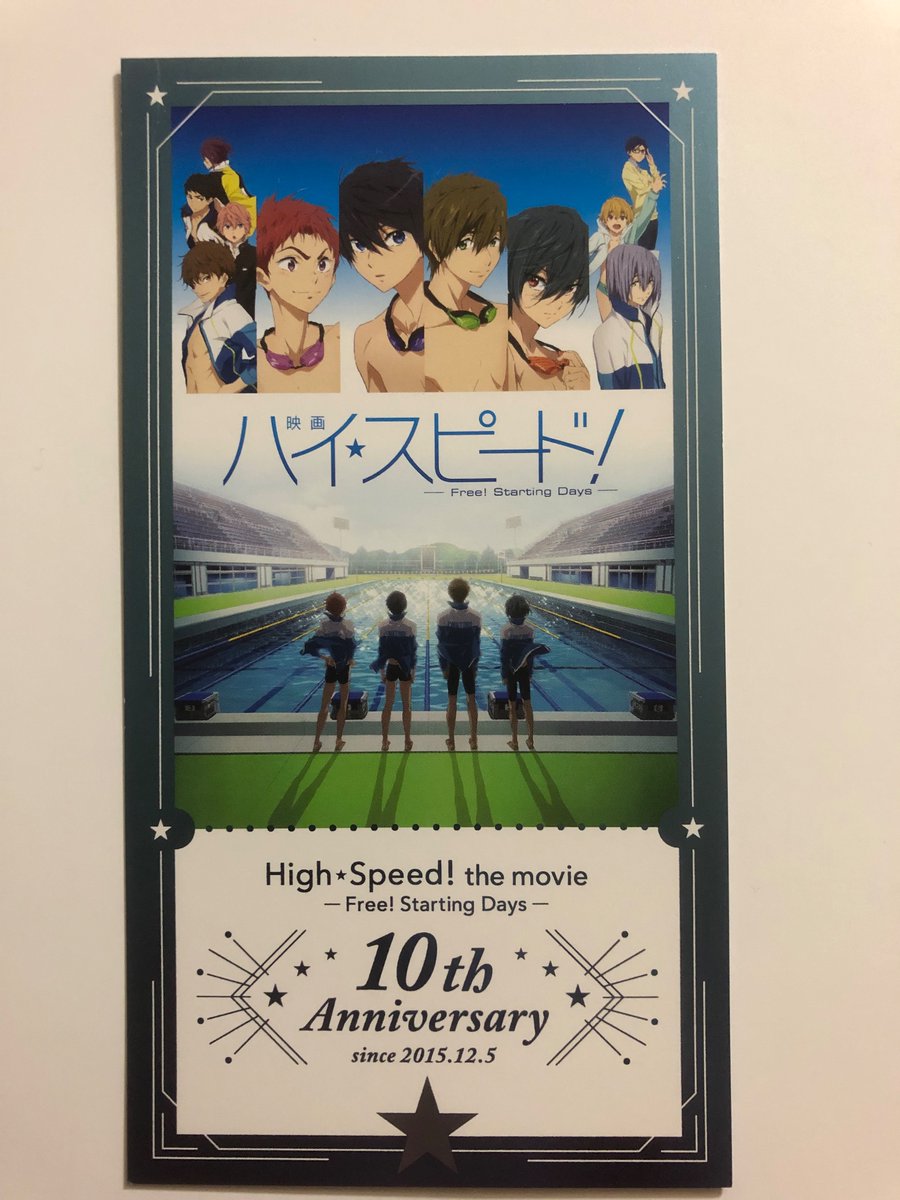 映画
ハイ★スピード!
— Free! Starting Days —
High★Speed! the movie
— Free! Starting Days —
10th
Anniversary
since 2015.12.5